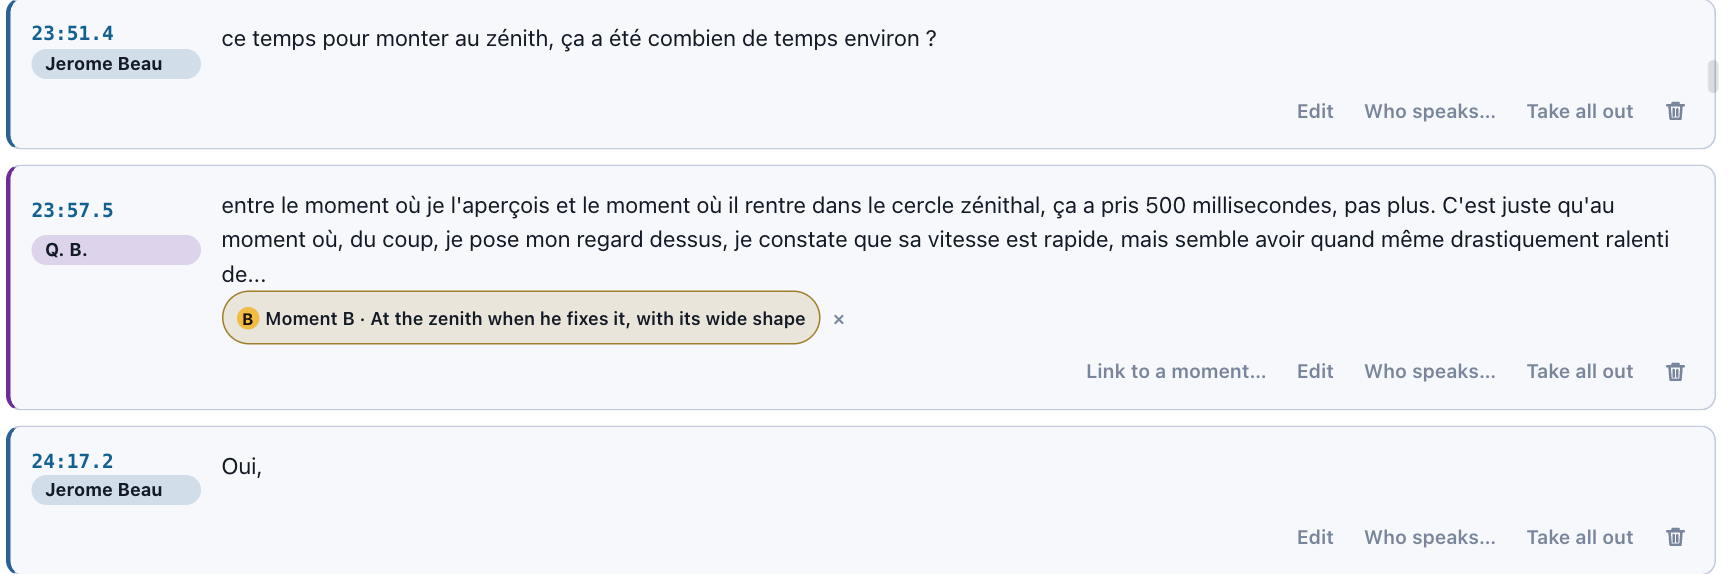 23:51.4
Jerome Beau
ce temps pour monter au zénith, ça a été combien de temps environ ?
Edit Who speaks... Take all out
23:57.5
Q. B.
entre le moment où je l'aperçois et le moment où il rentre dans le cercle zénithal, ça a pris 500 millisecondes, pas plus. C'est juste qu'au
moment où, du coup, je pose mon regard dessus, je constate que sa vitesse est rapide, mais semble avoir quand même drastiquement ralenti
de...
B Moment B · At the zenith when he fixes it, with its wide shape ×
Link to a moment... Edit Who speaks... Take all out
24:17.2
Jerome Beau
Oui,
Edit Who speaks... Take all out